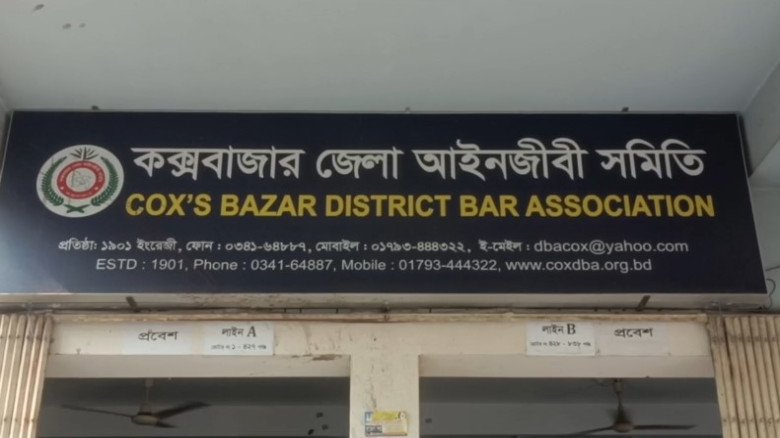 কক্সবাজার জেলা আইনজীবী সমিতি
COX'S BAZAR DISTRICT BAR ASSOCIATION
প্রতিষ্ঠা: ১৯০১ ইংরেজী, ফোন : ০৩৪১-৬৪৮৮৭, মোবাইল : ০১৭৯৩-৪৪৪৩২২, ই-মেইল : dbacox@yahoo.com
ESTD : 1901, Phone : 0341-64887, Mobile : 01793-444322, www.coxdba.org.bd
প্রবেশ
লাইন A
লাইন B
প্রবেশ